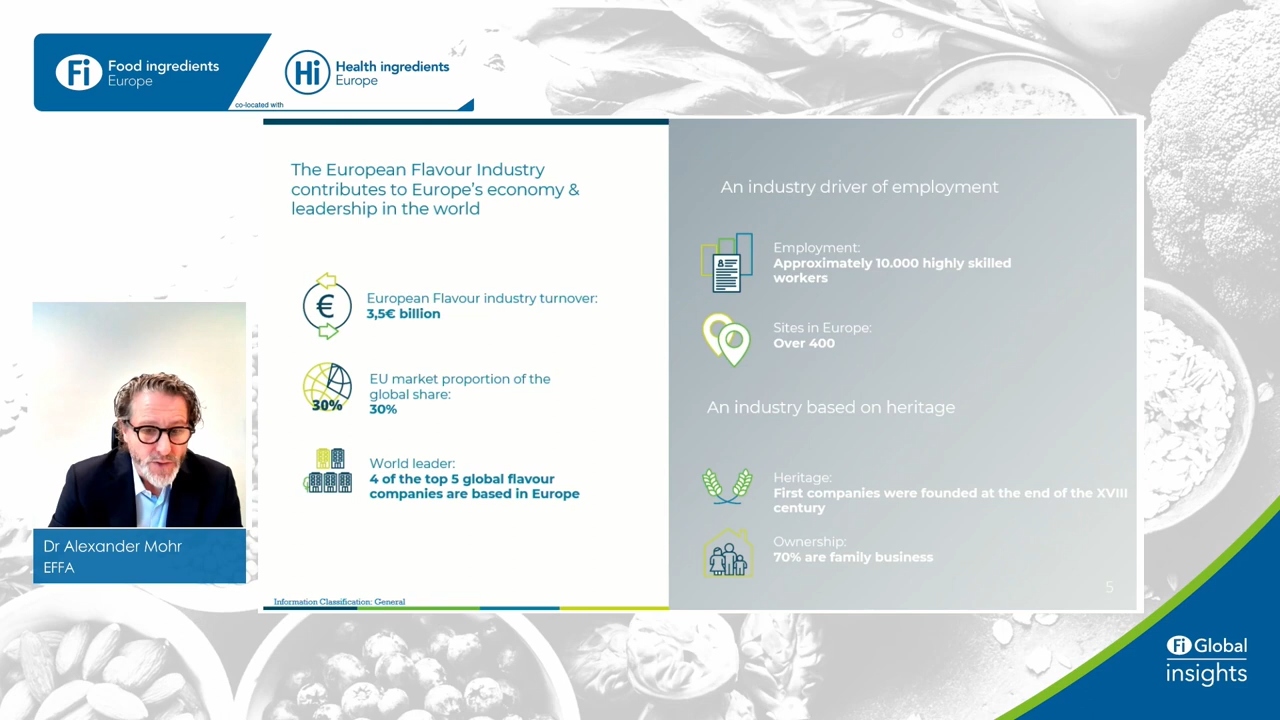 Fi
Food ingredients
Europe
co-located with
Hi
Health ingredients
Europe
The European Flavour Industry
contributes to Europe's economy &
leadership in the world
€
European Flavour industry turnover:
3,5€ billion
30%
EU market proportion of the
global share:
30%
World leader:
4 of the top 5 global flavour
companies are based in Europe
Information Classification: General
An industry driver of employment
Employment:
Approximately 10.000 highly skilled
workers
Sites in Europe:
Over 400
An industry based on heritage
Heritage:
First companies were founded at the end of the XVIII
century
Ownership:
70% are family business
5
Dr Alexander Mohr
EFFA
Fi Global
insights